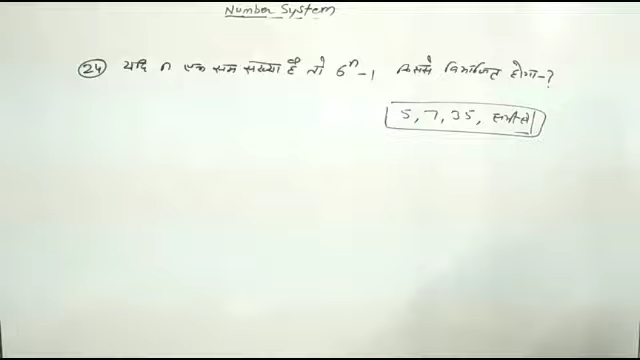 Number System
24 यदि n एक सम संख्या है तो 6ⁿ-1 किससे विभाजित होगा-?
5, 7, 35, सभी से